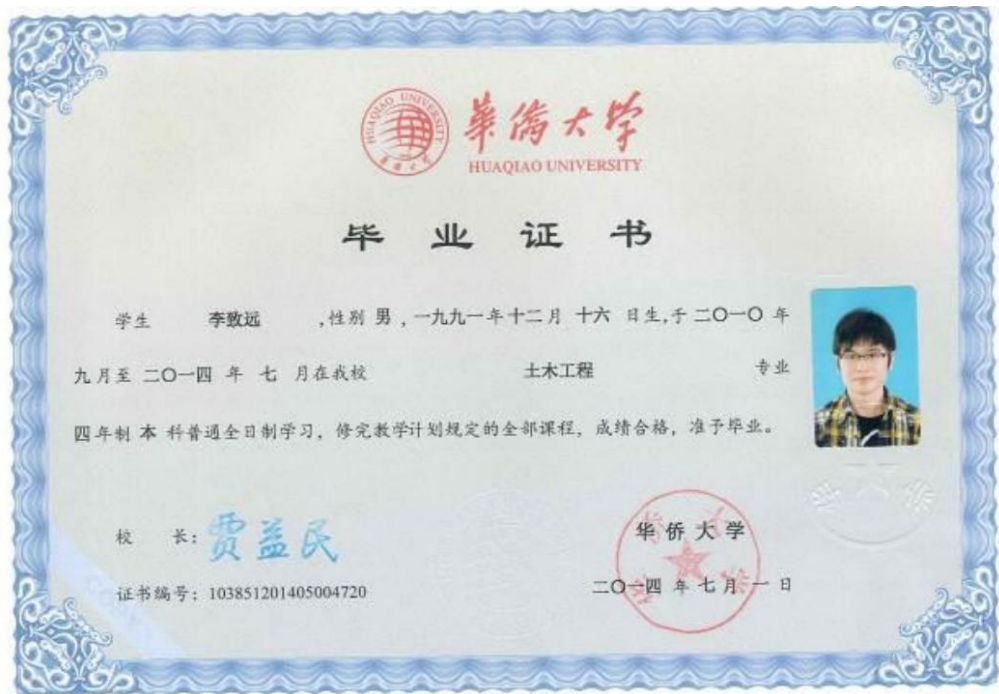 HUAQIAO UNIVERSITY
華僑大学
HUAQIAO UNIVERSITY
毕业证书
学生 李致远 ,性别 男 ,一九九一年十二月 十六 日生,于二〇一〇 年
九月至 二〇一四 年 七 月在我校 土木工程 专业
四年制 本 科普通全日制学习，修完教学计划规定的全部课程，成绩合格，准予毕业。
校 长：贾益民
华侨大学
证书编号：103851201405004720
二〇一四 年 七月 一日